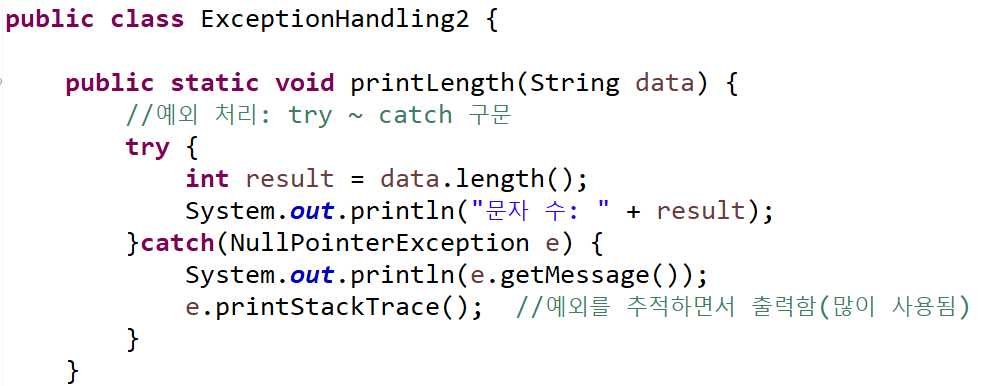 public class ExceptionHandling2 {
public static void printLength(String data) {
//예외 처리: try ~ catch 구문
try {
int result = data.length();
System.out.println("문자 수: " + result);
}catch(NullPointerException e) {
System.out.println(e.getMessage());
e.printStackTrace();  //예외를 추적하면서 출력함(많이 사용됨)
}
}